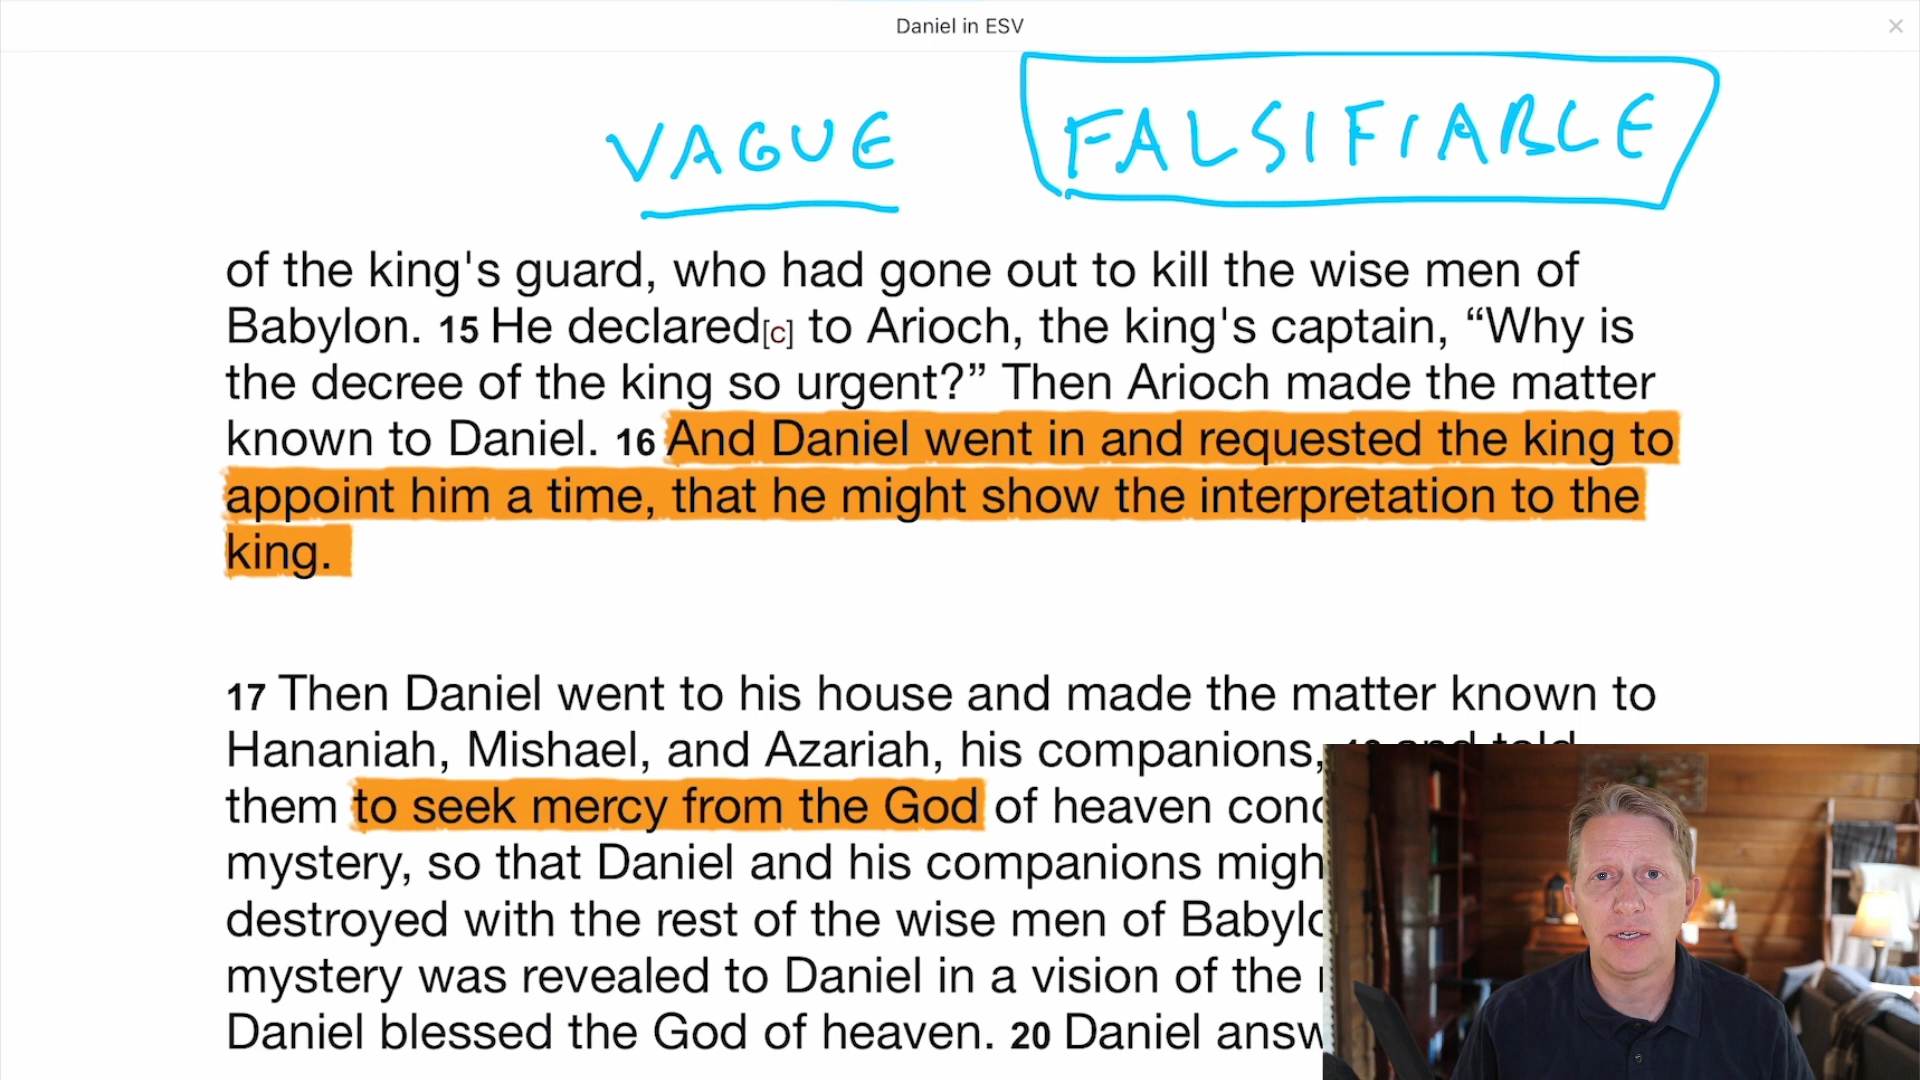 Daniel in ESV
VAGUE FALSIFIABLE
of the king's guard, who had gone out to kill the wise men of
Babylon. 15 He declared[c] to Arioch, the king's captain, “Why is
the decree of the king so urgent?” Then Arioch made the matter
known to Daniel. 16 And Daniel went in and requested the king to
appoint him a time, that he might show the interpretation to the
king.
17 Then Daniel went to his house and made the matter known to
Hananiah, Mishael, and Azariah, his companions, and told
them to seek mercy from the God of heaven conc
mystery, so that Daniel and his companions migh
destroyed with the rest of the wise men of Babylo
mystery was revealed to Daniel in a vision of the
Daniel blessed the God of heaven. 20 Daniel answ